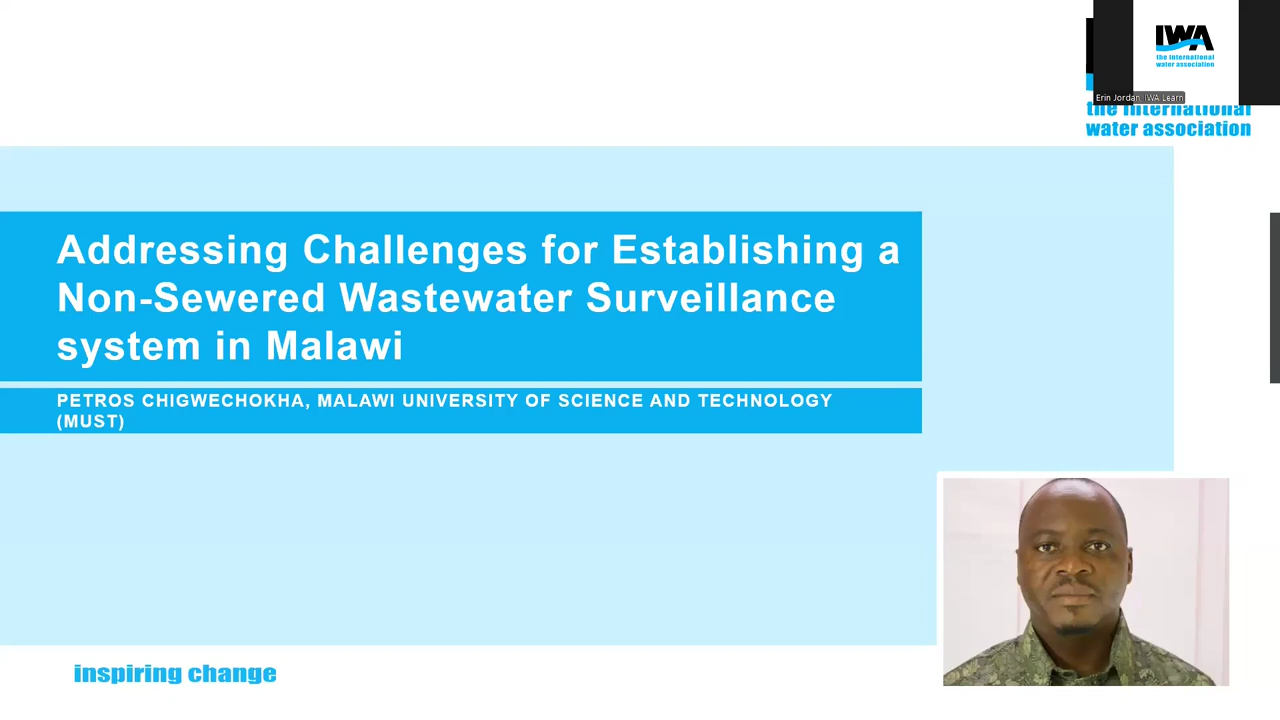 IWA
the international
water association
Erin Jordan, IWA Learn
the international
water association
Addressing Challenges for Establishing a
Non-Sewered Wastewater Surveillance
system in Malawi
PETROS CHIGWECHOKHA, MALAWI UNIVERSITY OF SCIENCE AND TECHNOLOGY
(MUST)
inspiring change